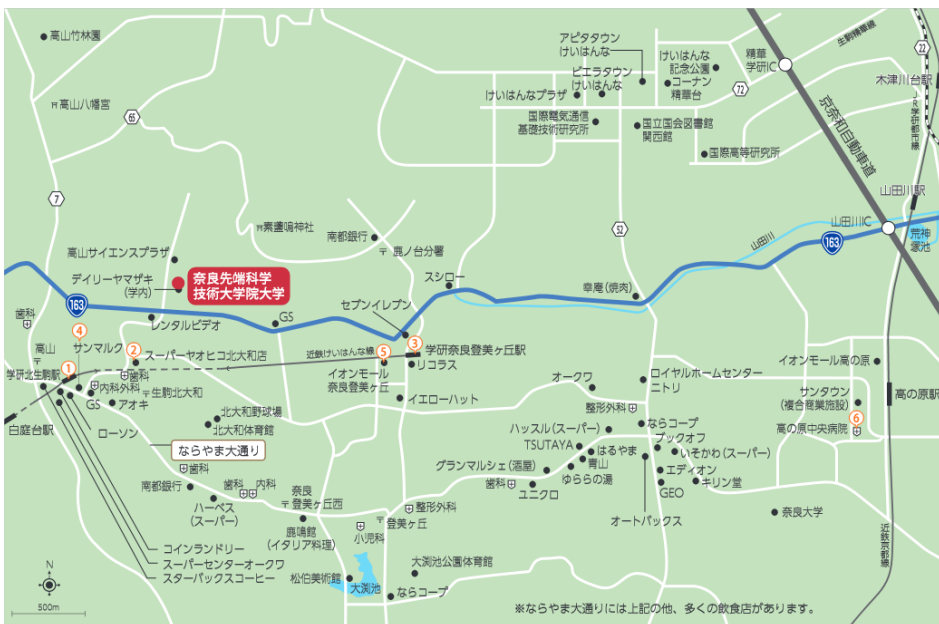 高山竹林園
高山八幡宮
65
7
アピタタウン
けいはんな
ピエラタウン
けいはんな
けいはんなプラザ
けいはんな
記念公園
コーナン
精華台
精華
学研IC
生駒精華線
72
22
木津川台駅
JR学研都市線
国際電気通信
基礎技術研究所
国立国会図書館
関西館
国際高等研究所
京奈和自動車道
山田川駅
山田川IC
荒神
塚池
163
山田川
52
素盞嗚神社
南都銀行
〒鹿ノ台分署
スシロー
幸庵(焼肉)
高山サイエンスプラザ
デイリーヤマザキ
(学内)
奈良先端科学
技術大学院大学
163
レンタルビデオ
GS
セブンイレブン
歯科
④
サンマルク
高山
〒
学研北生駒駅
①
②
スーパーヤオヒコ北大和店
歯科
内科外科
〒生駒北大和
GS
アオキ
ローソン
白庭台駅
近鉄けいはんな線
⑤
イオンモール
奈良登美ヶ丘
③
学研奈良登美ヶ丘駅
リコラス
イエローハット
北大和野球場
北大和体育館
ならやま大通り
オークワ
ロイヤルホームセンター
ニトリ
整形外科
ハッスル(スーパー)
ならコープ
TSUTAYA
はるやま
ブックオフ
いそかわ(スーパー)
グランマルシェ(酒屋)
青山
ゆららの湯
エディオン
キリン堂
GEO
歯科
ユニクロ
オートバックス
イオンモール高の原
サンタウン
(複合商業施設)
⑥
高の原中央病院
高の原駅
奈良大学
近鉄京都線
歯科
南都銀行
歯科
内科
ハーベス
(スーパー)
奈良
〒登美ヶ丘西
鹿鳴館
(イタリア料理)
小児科
〒
登美ヶ丘
整形外科
コインランドリー
スーパーセンターオークワ
スターバックスコーヒー
松伯美術館
大渕池
大渕池公園体育館
ならコープ
N
500m
※ならやま大通りには上記の他、多くの飲食店があります。